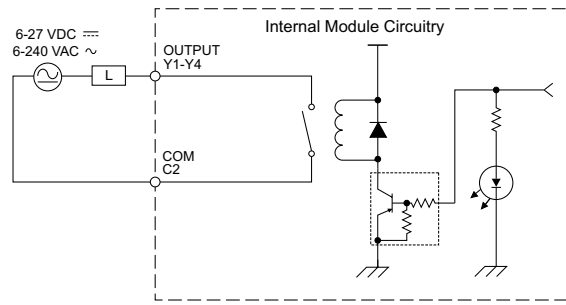 Internal Module Circuitry
6-27 VDC ⎓
6-240 VAC ∿
OUTPUT
Y1-Y4
L
COM
C2